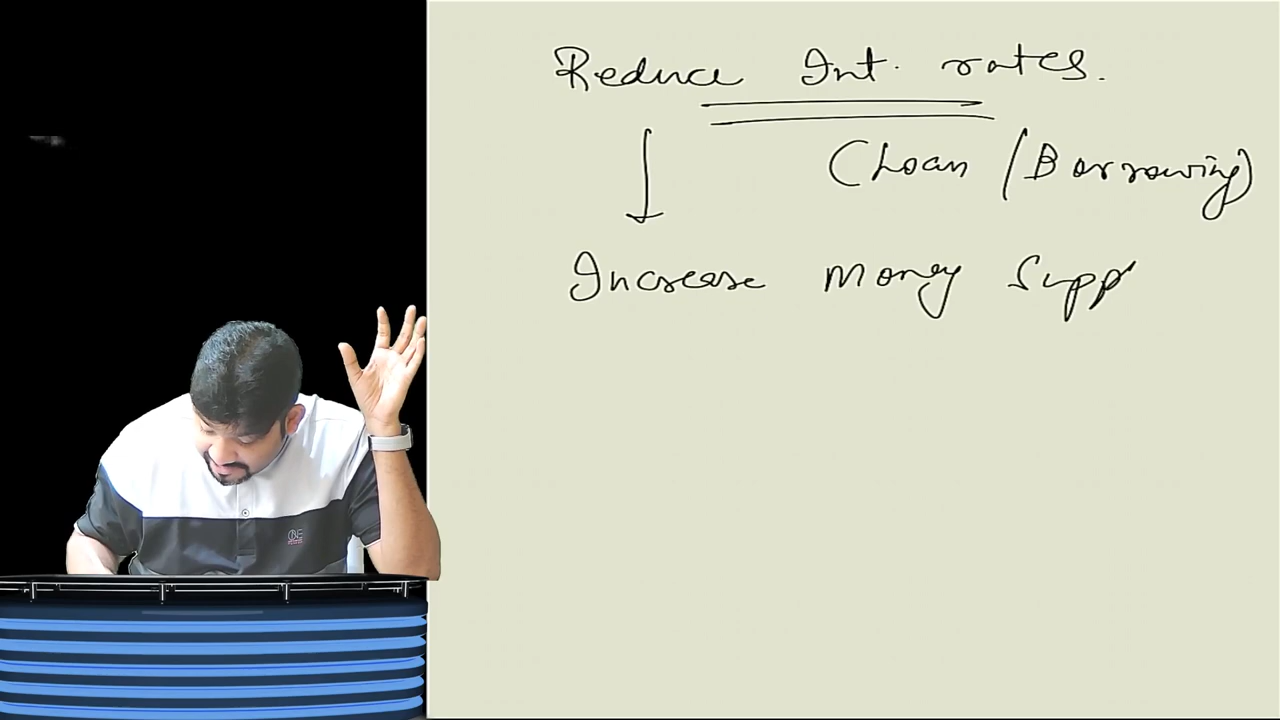 Reduce Int. rates.
(Loan / Borrowing)
Increase Money Supp